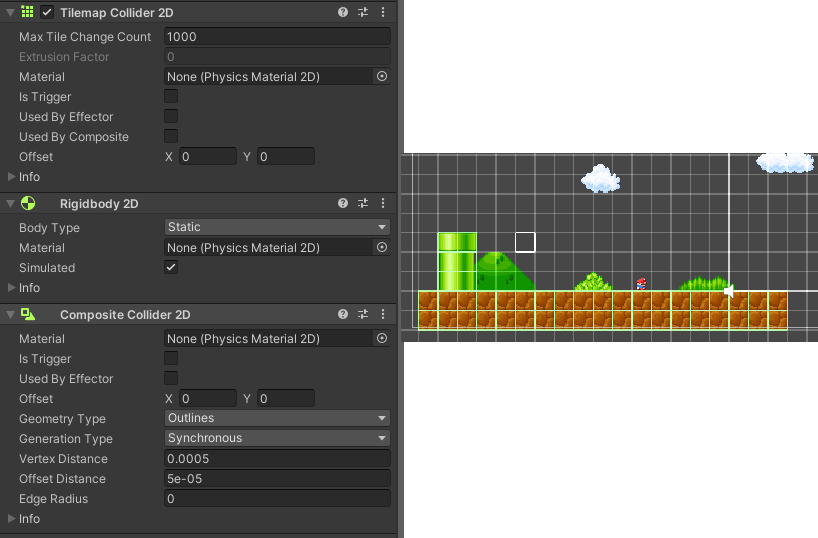 Tilemap Collider 2D
Max Tile Change Count 1000
Extrusion Factor 0
Material None (Physics Material 2D)
Is Trigger
Used By Effector
Used By Composite
Offset X 0 Y 0
Info
Rigidbody 2D
Body Type Static
Material None (Physics Material 2D)
Simulated
Info
Composite Collider 2D
Material None (Physics Material 2D)
Is Trigger
Used By Effector
Offset X 0 Y 0
Geometry Type Outlines
Generation Type Synchronous
Vertex Distance 0.0005
Offset Distance 5e-05
Edge Radius 0
Info